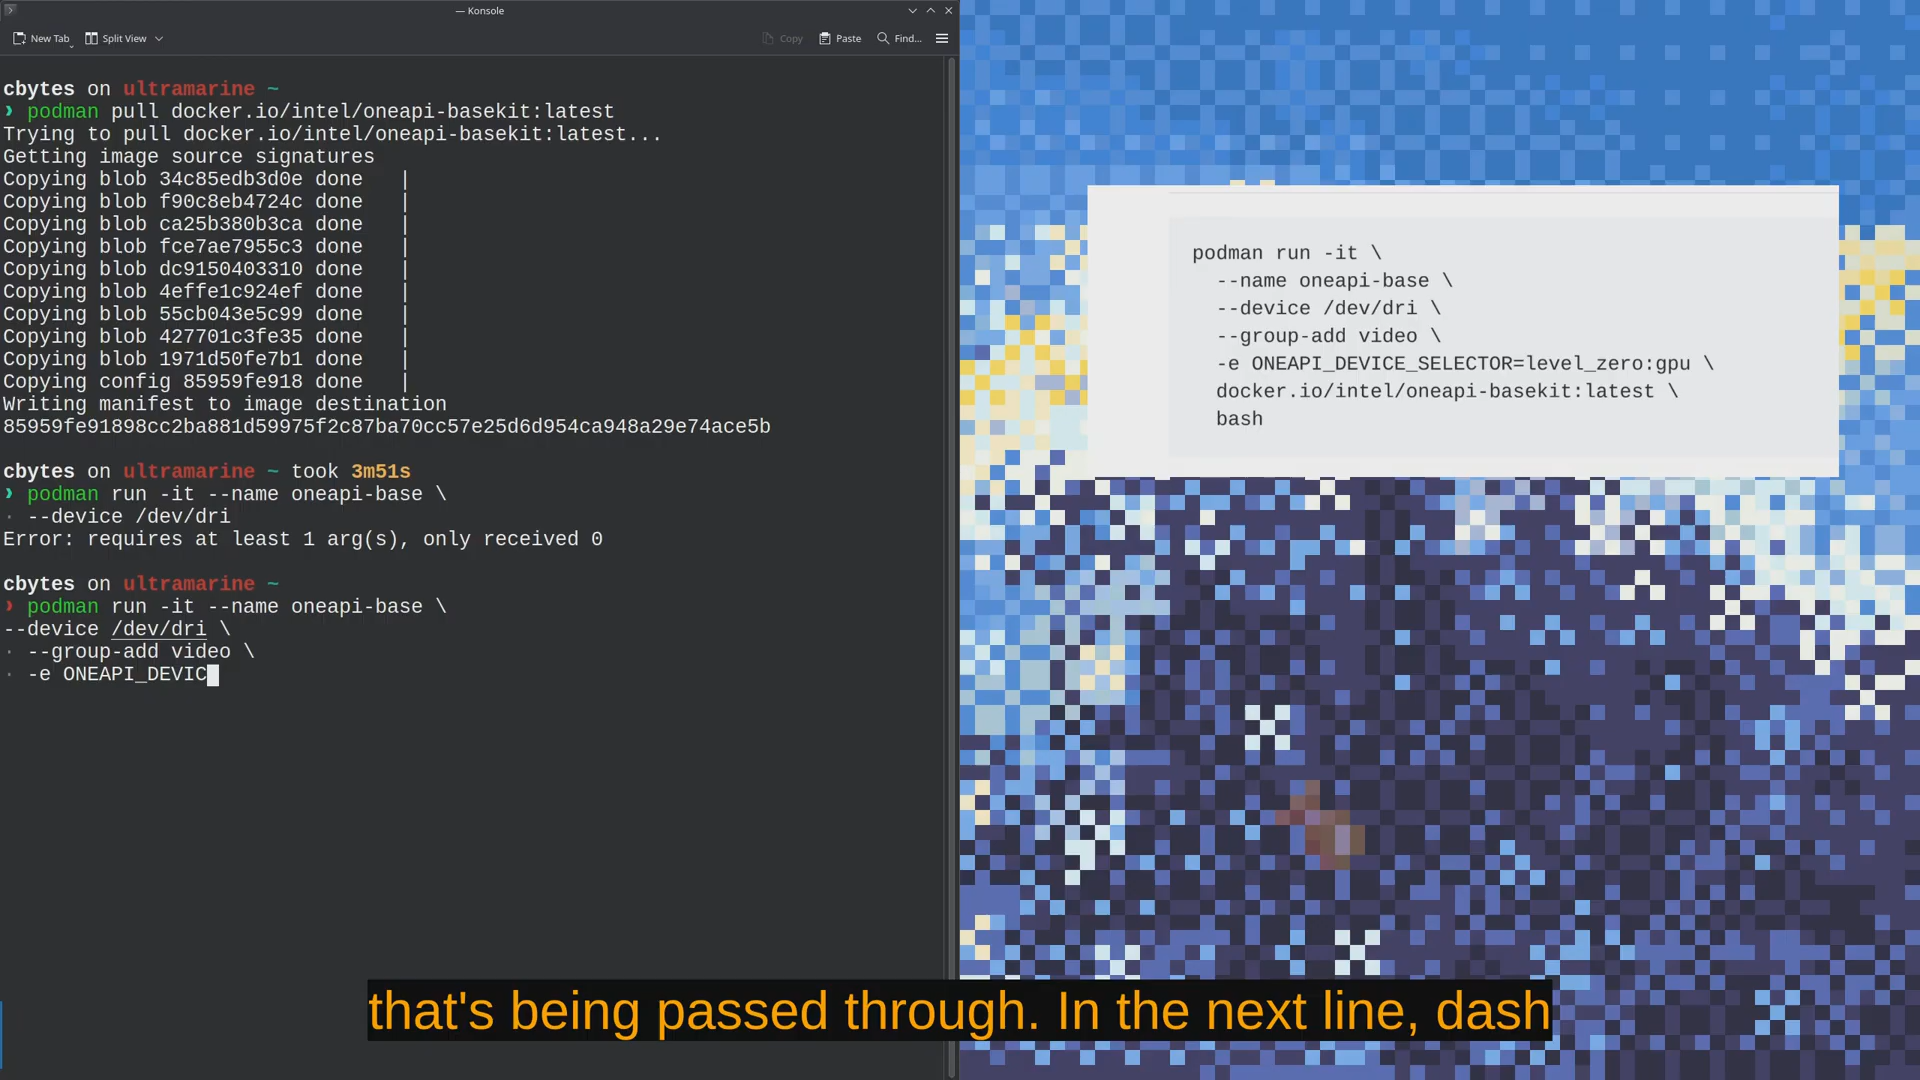 — Konsole
New Tab
Split View
Copy
Paste
Find...
cbytes on ultramarine ~
❯ podman pull docker.io/intel/oneapi-basekit:latest
Trying to pull docker.io/intel/oneapi-basekit:latest...
Getting image source signatures
Copying blob 34c85edb3d0e done   |
Copying blob f90c8eb4724c done   |
Copying blob ca25b380b3ca done   |
Copying blob fce7ae7955c3 done   |
Copying blob dc9150403310 done   |
Copying blob 4effe1c924ef done   |
Copying blob 55cb043e5c99 done   |
Copying blob 427701c3fe35 done   |
Copying blob 1971d50fe7b1 done   |
Copying config 85959fe918 done   |
Writing manifest to image destination
85959fe91898cc2ba881d59975f2c87ba70cc57e25d6d954ca948a29e74ace5b
cbytes on ultramarine ~ took 3m51s
❯ podman run -it --name oneapi-base \
· --device /dev/dri
Error: requires at least 1 arg(s), only received 0
cbytes on ultramarine ~
❯ podman run -it --name oneapi-base \
--device /dev/dri \
· --group-add video \
· -e ONEAPI_DEVIC
podman run -it \
--name oneapi-base \
--device /dev/dri \
--group-add video \
-e ONEAPI_DEVICE_SELECTOR=level_zero:gpu \
docker.io/intel/oneapi-basekit:latest \
bash
that's being passed through. In the next line, dash